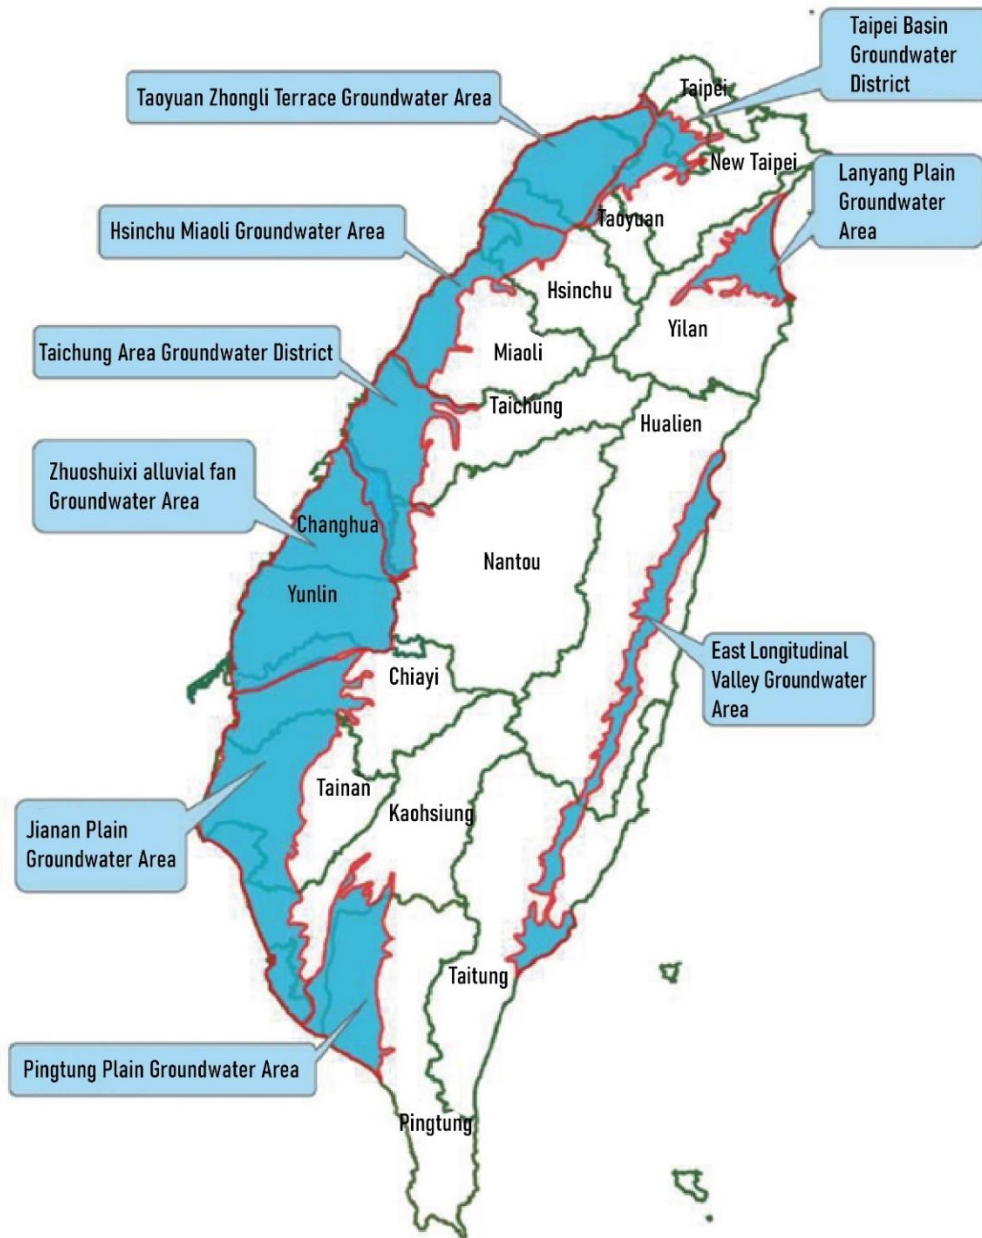 Taipei Basin
Groundwater
District
Taoyuan Zhongli Terrace Groundwater Area
Taipei
New Taipei
Lanyang Plain
Groundwater
Area
Hsinchu Miaoli Groundwater Area
Taoyuan
Hsinchu
Yilan
Taichung Area Groundwater District
Miaoli
Taichung
Hualien
Zhuoshuixi alluvial fan
Groundwater Area
Changhua
Nantou
Yunlin
East Longitudinal
Valley Groundwater
Area
Chiayi
Tainan
Kaohsiung
Jianan Plain
Groundwater Area
Taitung
Pingtung Plain Groundwater Area
Pingtung